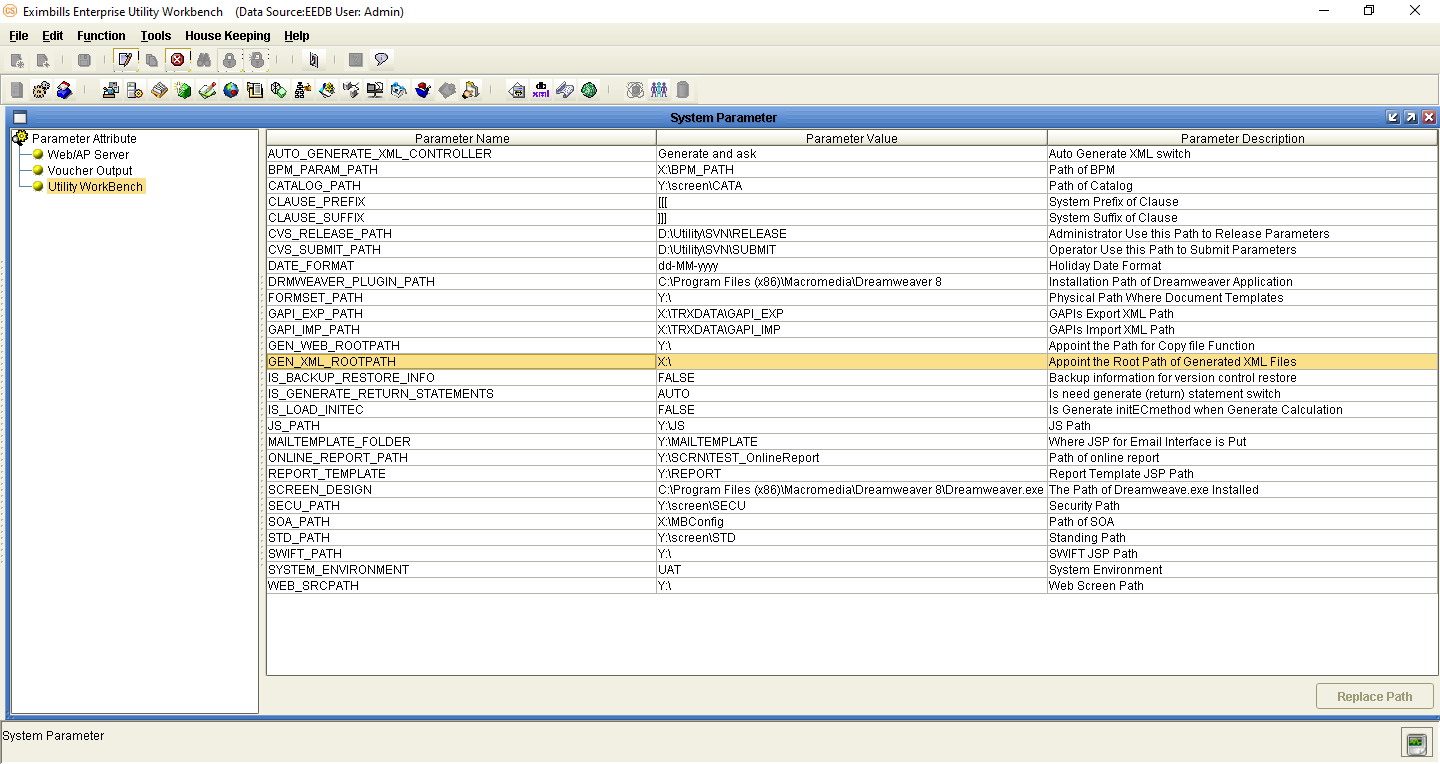 Eximbills Enterprise Utility Workbench (Data Source:EEDB User: Admin)
File Edit Function Tools House Keeping Help
System Parameter
Parameter Attribute
Web/AP Server
Voucher Output
Utility WorkBench
Parameter Name Parameter Value Parameter Description
AUTO_GENERATE_XML_CONTROLLER Generate and ask Auto Generate XML switch
BPM_PARAM_PATH X:\BPM_PATH Path of BPM
CATALOG_PATH Y:\screen\CATA Path of Catalog
CLAUSE_PREFIX [[[ System Prefix of Clause
CLAUSE_SUFFIX ]]] System Suffix of Clause
CVS_RELEASE_PATH D:\Utility\SVN\RELEASE Administrator Use this Path to Release Parameters
CVS_SUBMIT_PATH D:\Utility\SVN\SUBMIT Operator Use this Path to Submit Parameters
DATE_FORMAT dd-MM-yyyy Holiday Date Format
DRMWEAVER_PLUGIN_PATH C:\Program Files (x86)\Macromedia\Dreamweaver 8 Installation Path of Dreamweaver Application
FORMSET_PATH Y:\ Physical Path Where Document Templates
GAPI_EXP_PATH X:\TRXDATA\GAPI_EXP GAPIs Export XML Path
GAPI_IMP_PATH X:\TRXDATA\GAPI_IMP GAPIs Import XML Path
GEN_WEB_ROOTPATH Y:\ Appoint the Path for Copy file Function
GEN_XML_ROOTPATH X:\ Appoint the Root Path of Generated XML Files
IS_BACKUP_RESTORE_INFO FALSE Backup information for version control restore
IS_GENERATE_RETURN_STATEMENTS AUTO Is need generate (return) statement switch
IS_LOAD_INITEC FALSE Is Generate initECmethod when Generate Calculation
JS_PATH Y:\JS JS Path
MAILTEMPLATE_FOLDER Y:\MAILTEMPLATE Where JSP for Email Interface is Put
ONLINE_REPORT_PATH Y:\SCRN\TEST_OnlineReport Path of online report
REPORT_TEMPLATE Y:\REPORT Report Template JSP Path
SCREEN_DESIGN C:\Program Files (x86)\Macromedia\Dreamweaver 8\Dreamweaver.exe The Path of Dreamweave.exe Installed
SECU_PATH Y:\screen\SECU Security Path
SOA_PATH X:\MBConfig Path of SOA
STD_PATH Y:\screen\STD Standing Path
SWIFT_PATH Y:\ SWIFT JSP Path
SYSTEM_ENVIRONMENT UAT System Environment
WEB_SRCPATH Y:\ Web Screen Path
Replace Path
System Parameter